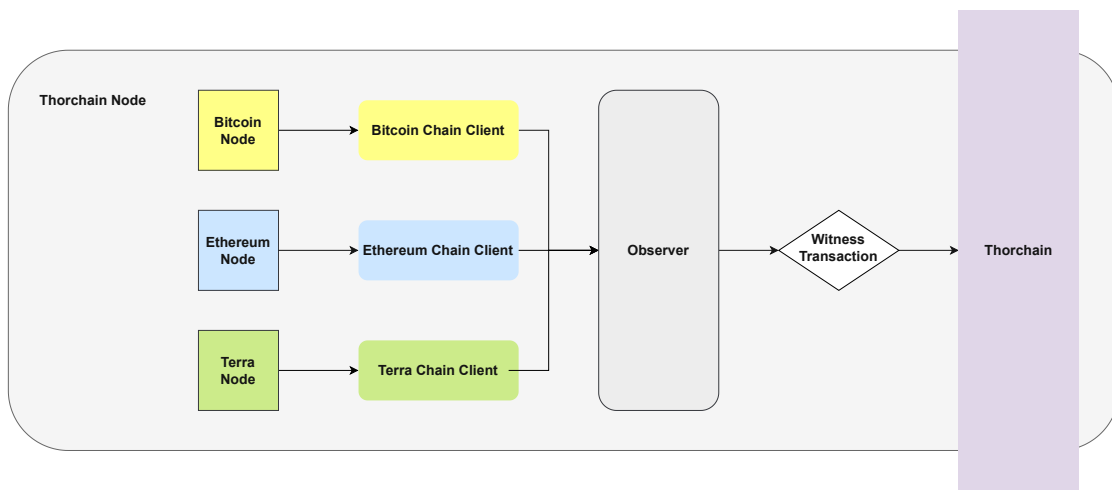 Thorchain Node
Bitcoin
Node
Bitcoin Chain Client
Ethereum
Node
Ethereum Chain Client
Observer
Witness
Transaction
Thorchain
Terra
Node
Terra Chain Client